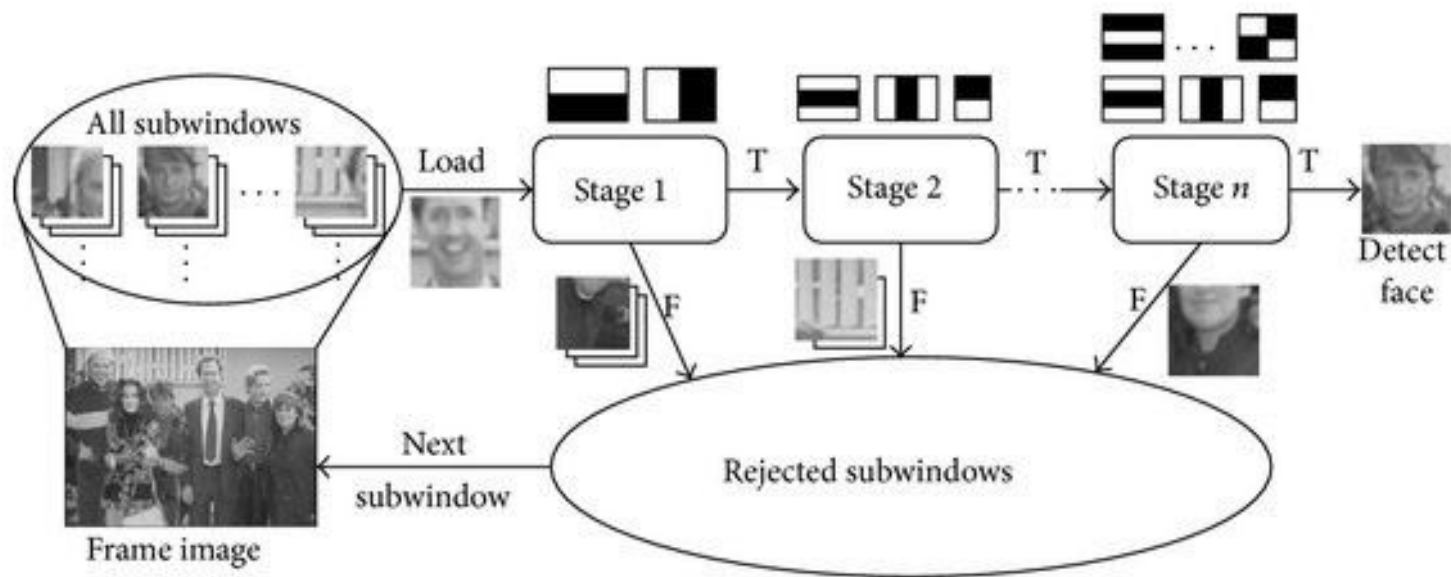 All subwindows
. . .
Load
Stage 1
T
Stage 2
. . .
T
Stage n
T
Detect
face
F
F
F
Rejected subwindows
Next
subwindow
Frame image